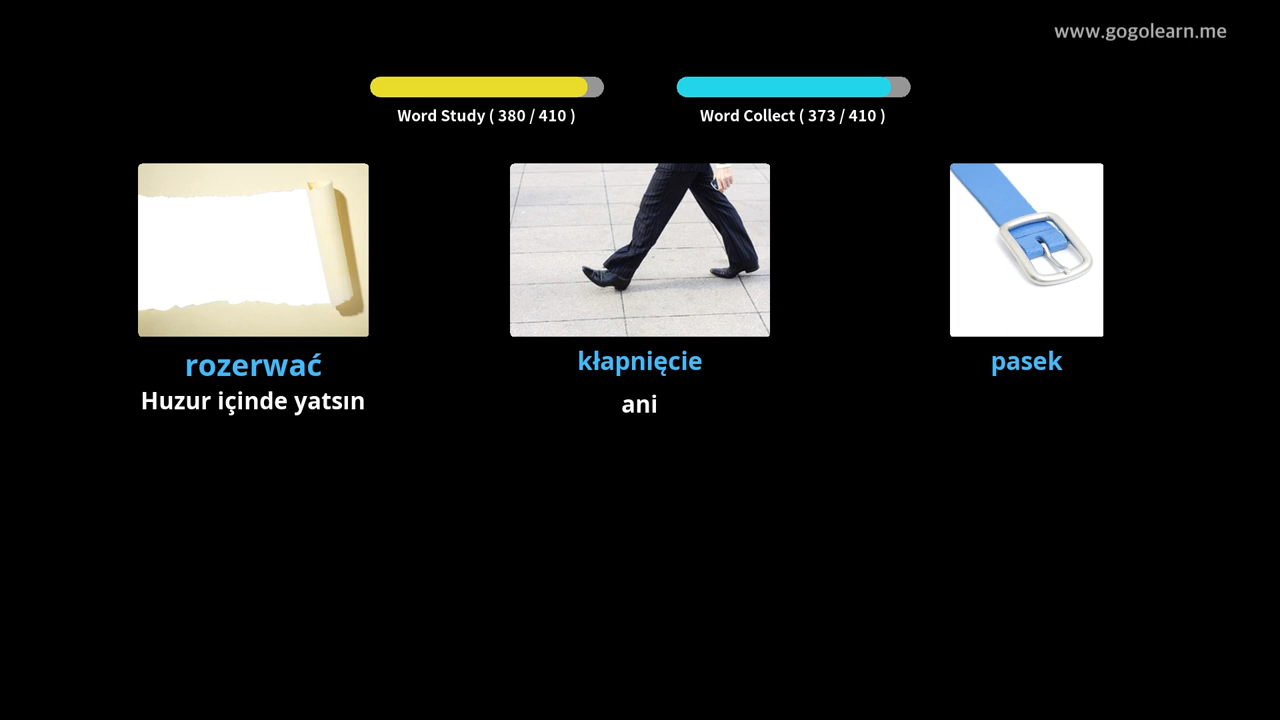 www.gogolearn.me
Word Study ( 380 / 410 )
Word Collect ( 373 / 410 )
rozerwać
Huzur içinde yatsın
kłapnięcie
ani
pasek